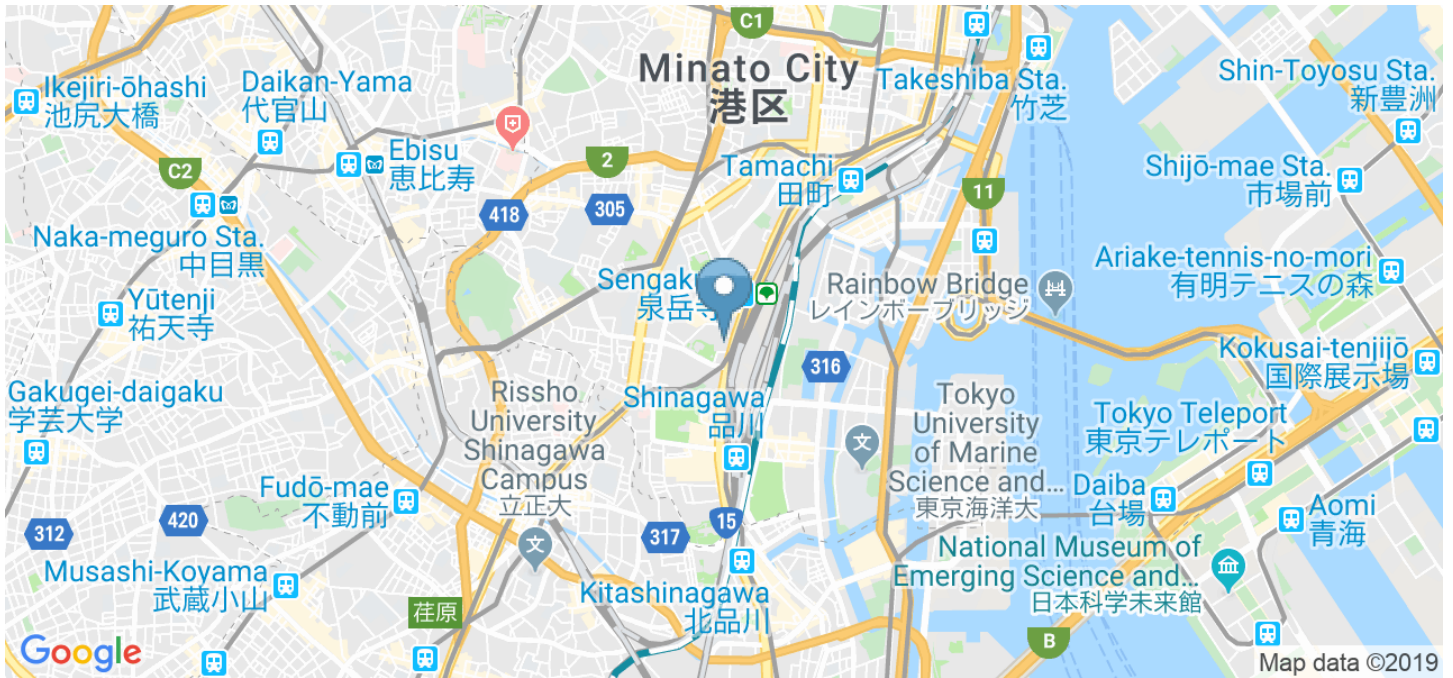 C1
Minato City
港区
Ikejiri-ōhashi
池尻大橋
Daikan-Yama
代官山
Takeshiba Sta.
竹芝
Shin-Toyosu Sta.
新豊洲
C2
Ebisu
恵比寿
2
Tamachi
田町
11
Shijō-mae Sta.
市場前
418
305
Naka-meguro Sta.
中目黒
Ariake-tennis-no-mori
有明テニスの森
Yūtenji
祐天寺
Rainbow Bridge
レインボーブリッジ
Kokusai-tenjijō
国際展示場
316
Gakugei-daigaku
学芸大学
Rissho
University
Shinagawa
Campus
立正大
Shinagawa
品川
Tokyo
University
of Marine
Science and...
東京海洋大
Tokyo Teleport
東京テレポート
Fudō-mae
不動前
Daiba
台場
Aomi
青海
312
420
317
15
National Museum of
Emerging Science and...
日本科学未来館
Musashi-Koyama
武蔵小山
Kitashinagawa
北品川
荏原
B
Google
Map data ©2019